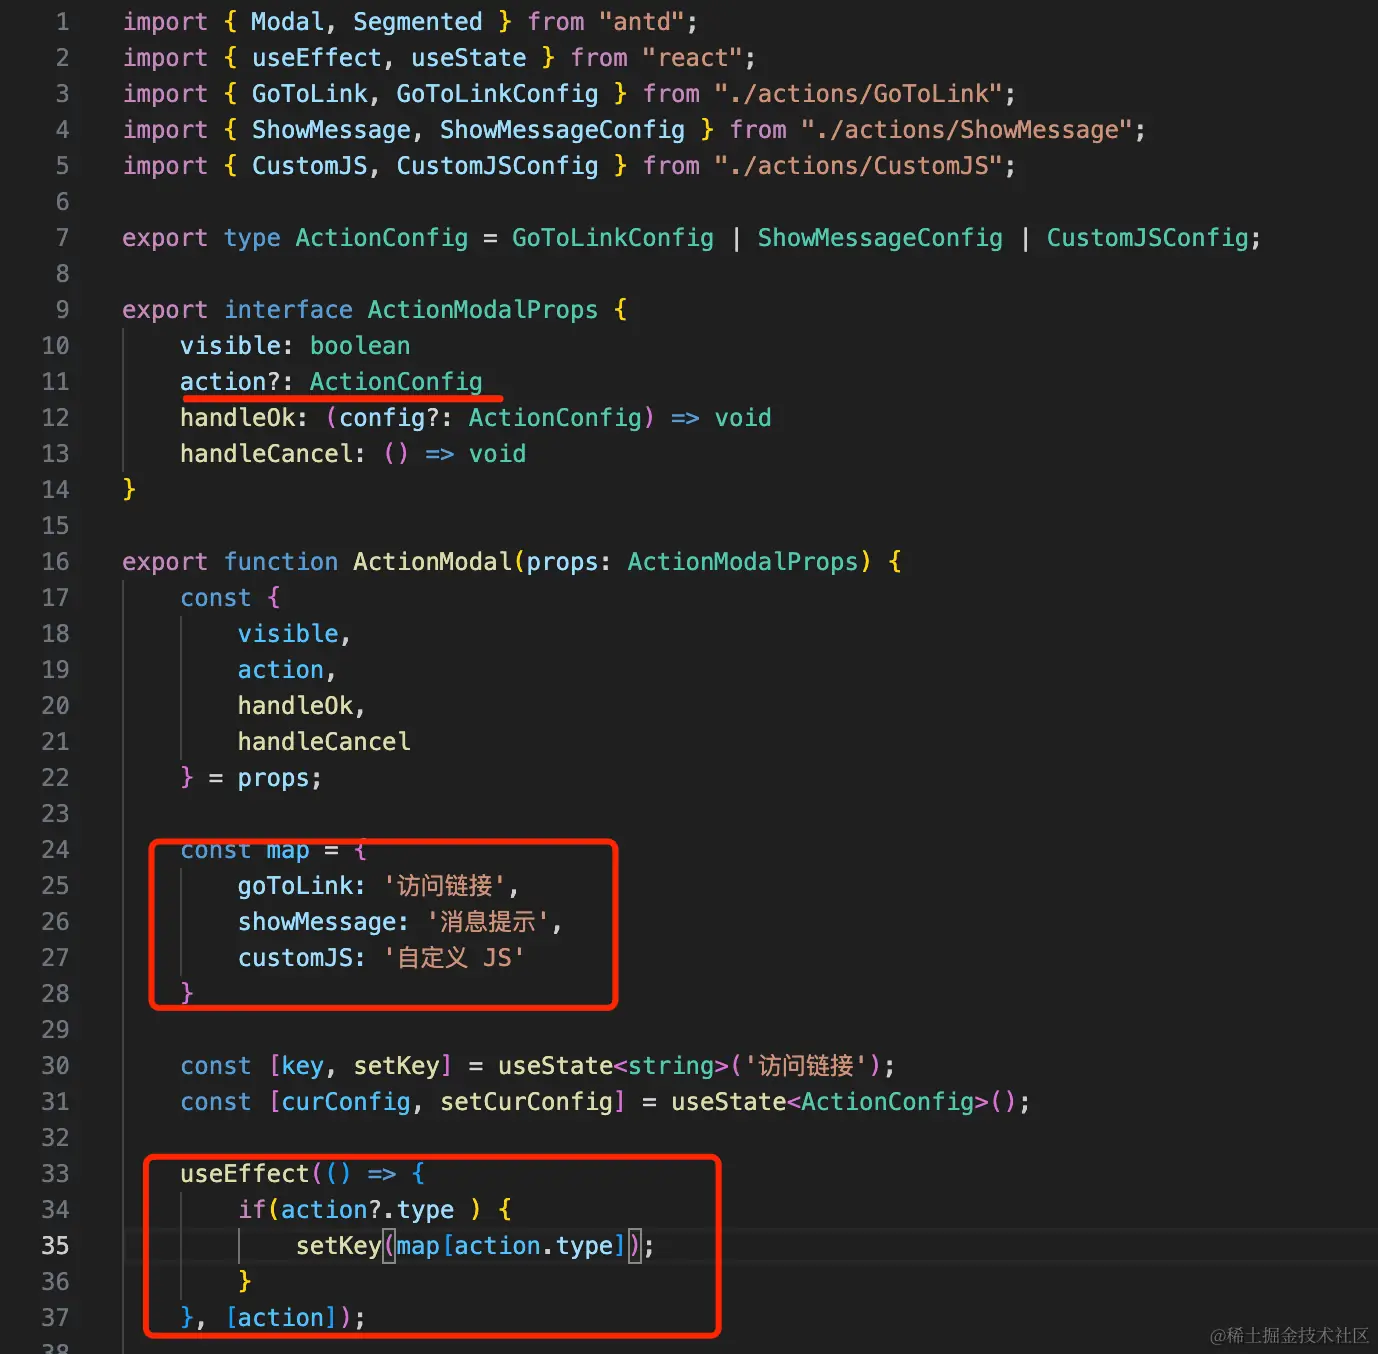 1 import { Modal, Segmented } from "antd";
2 import { useEffect, useState } from "react";
3 import { GoToLink, GoToLinkConfig } from "./actions/GoToLink";
4 import { ShowMessage, ShowMessageConfig } from "./actions/ShowMessage";
5 import { CustomJS, CustomJSConfig } from "./actions/CustomJS";
6
7 export type ActionConfig = GoToLinkConfig | ShowMessageConfig | CustomJSConfig;
8
9 export interface ActionModalProps {
10     visible: boolean
11     action?: ActionConfig
12     handleOk: (config?: ActionConfig) => void
13     handleCancel: () => void
14 }
15
16 export function ActionModal(props: ActionModalProps) {
17     const {
18         visible,
19         action,
20         handleOk,
21         handleCancel
22     } = props;
23
24     const map = {
25         goToLink: '访问链接',
26         showMessage: '消息提示',
27         customJS: '自定义 JS'
28     }
29
30     const [key, setKey] = useState<string>('访问链接');
31     const [curConfig, setCurConfig] = useState<ActionConfig>();
32
33     useEffect(() => {
34         if(action?.type ) {
35             setKey(map[action.type]);
36         }
37     }, [action]);
38
@稀土掘金技术社区